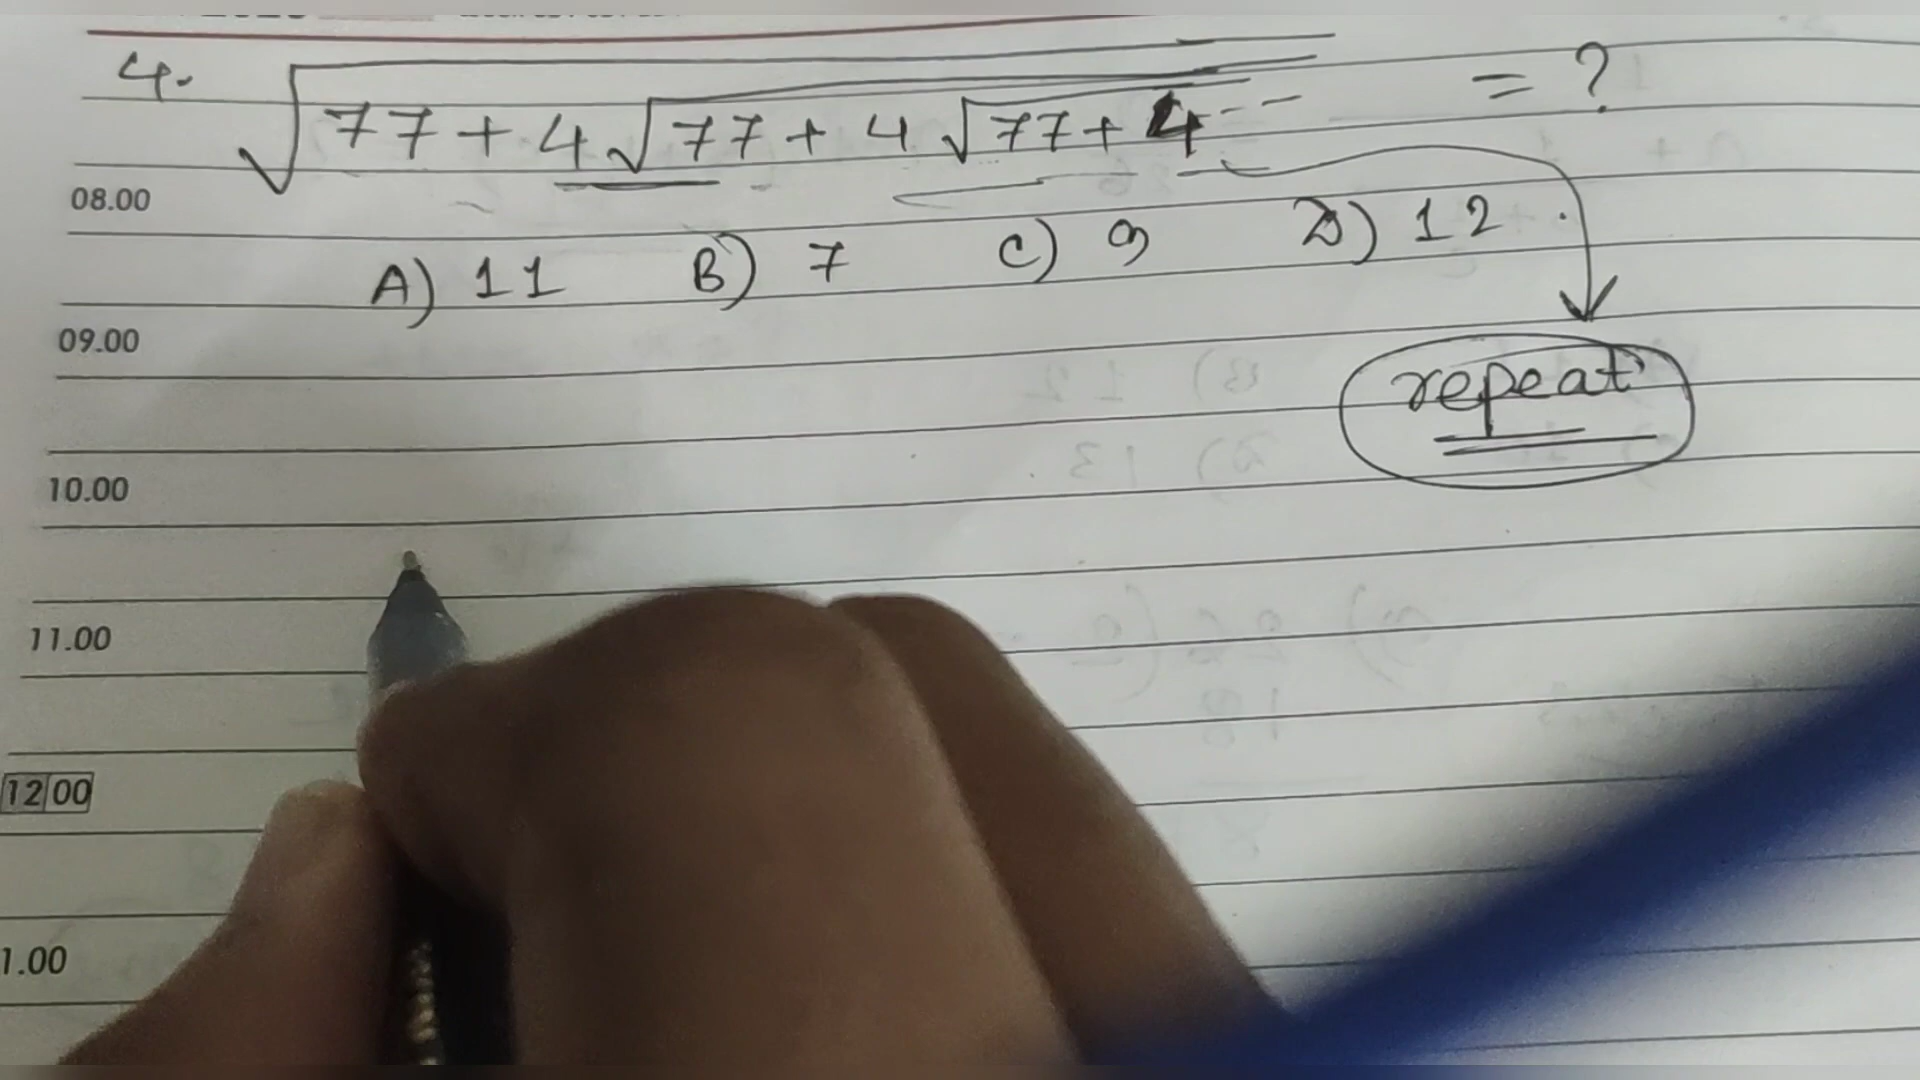 4. √77 + 4√77 + 4√77 + 4 - - - = ?
08.00
A) 11 B) 7 C) 9 D) 12
09.00
repeat
10.00
11.00
12 00
1.00